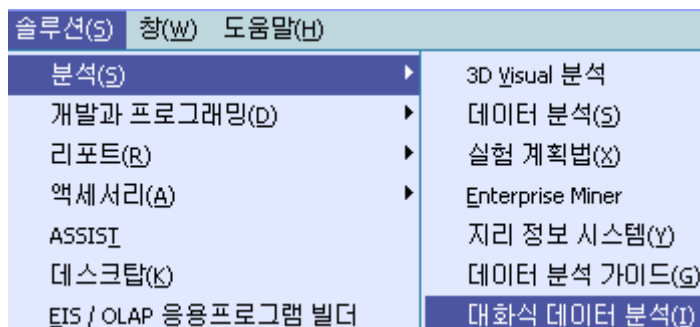 솔루션(S) 창(W) 도움말(H)
분석(S)
개발과 프로그래밍(D)
리포트(R)
액세서리(A)
ASSIST
데스크탑(K)
EIS / OLAP 응용프로그램 빌더
3D Visual 분석
데이터 분석(S)
실험 계획법(X)
Enterprise Miner
지리 정보 시스템(Y)
데이터 분석 가이드(G)
대화식 데이터 분석(I)